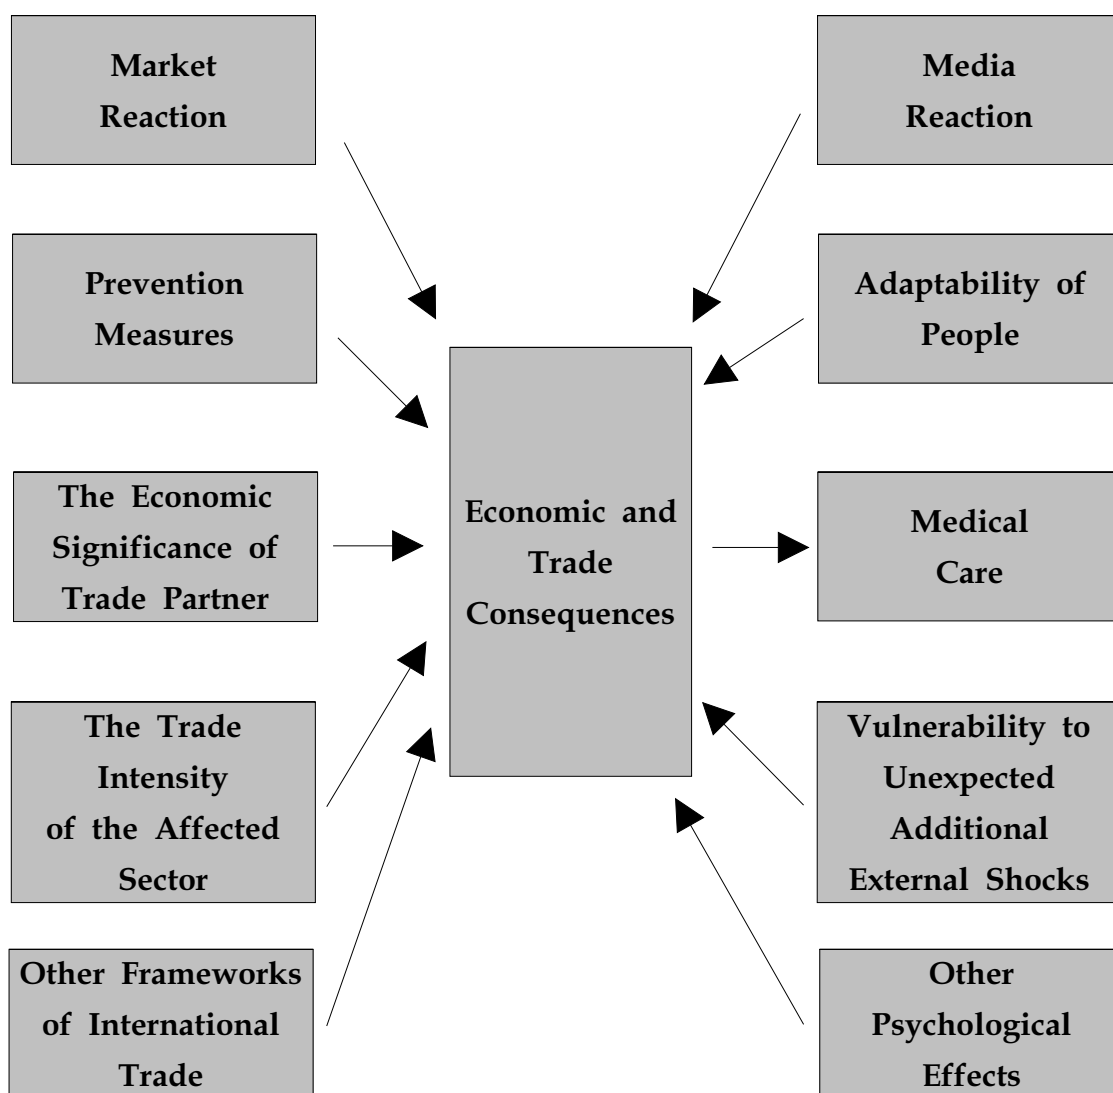 Market
Reaction
Prevention
Measures
The Economic
Significance of
Trade Partner
The Trade
Intensity
of the Affected
Sector
Other Frameworks
of International
Trade
Economic and
Trade
Consequences
Media
Reaction
Adaptability of
People
Medical
Care
Vulnerability to
Unexpected
Additional
External Shocks
Other
Psychological
Effects